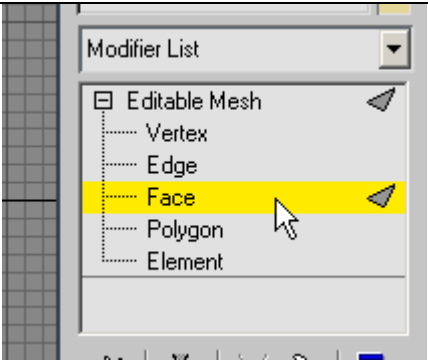 Modifier List
Editable Mesh
Vertex
Edge
Face
Polygon
Element